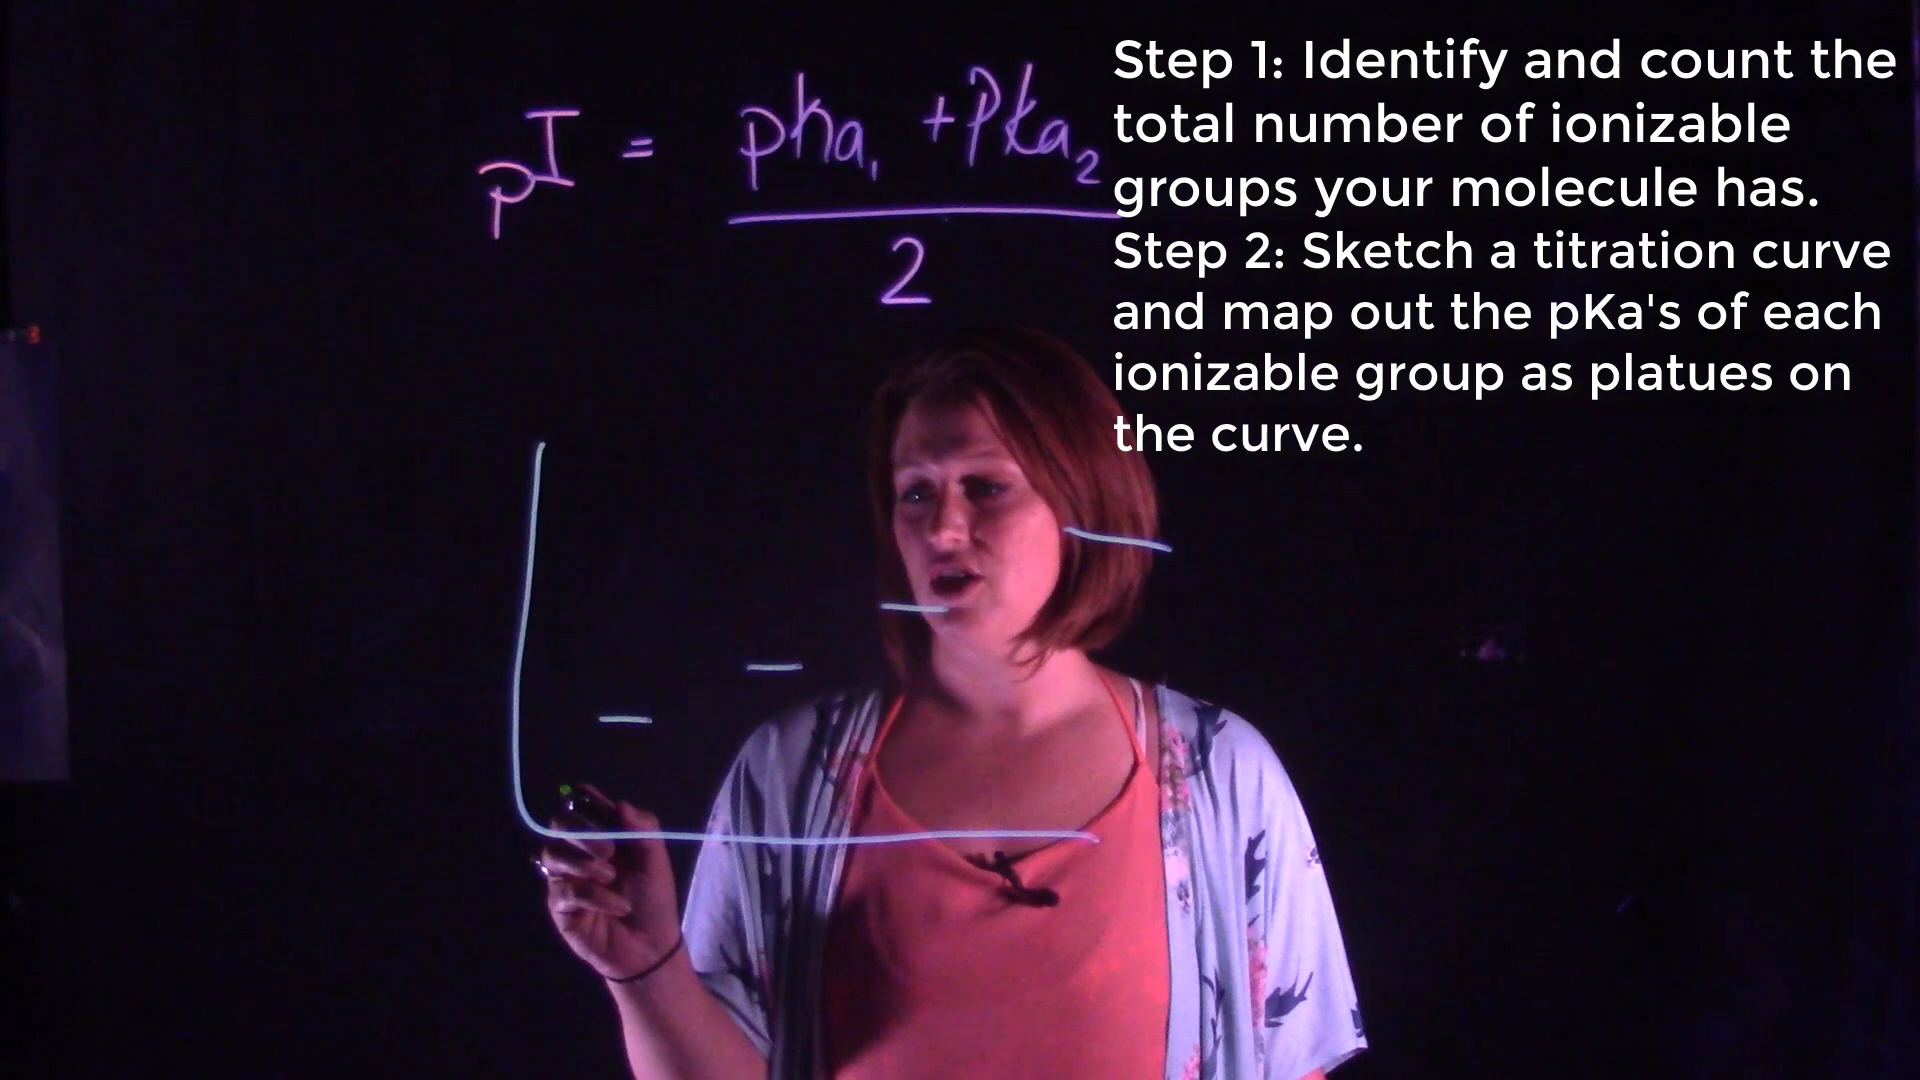 pI = pka₁ + pka₂
2
Step 1: Identify and count the
total number of ionizable
groups your molecule has.
Step 2: Sketch a titration curve
and map out the pKa's of each
ionizable group as platues on
the curve.